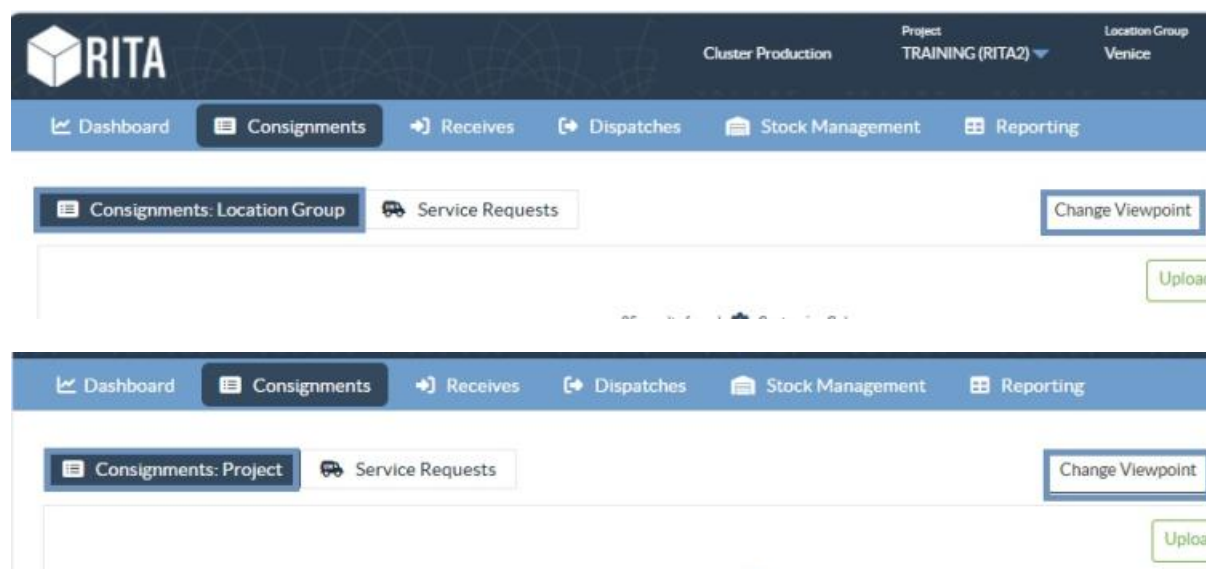 RITA
Cluster Production
Project
TRAINING (RITA2)
Location Group
Venice
Dashboard Consignments Receives Dispatches Stock Management Reporting
Consignments: Location Group Service Requests Change Viewpoint
Dashboard Consignments Receives Dispatches Stock Management Reporting
Consignments: Project Service Requests Change Viewpoint